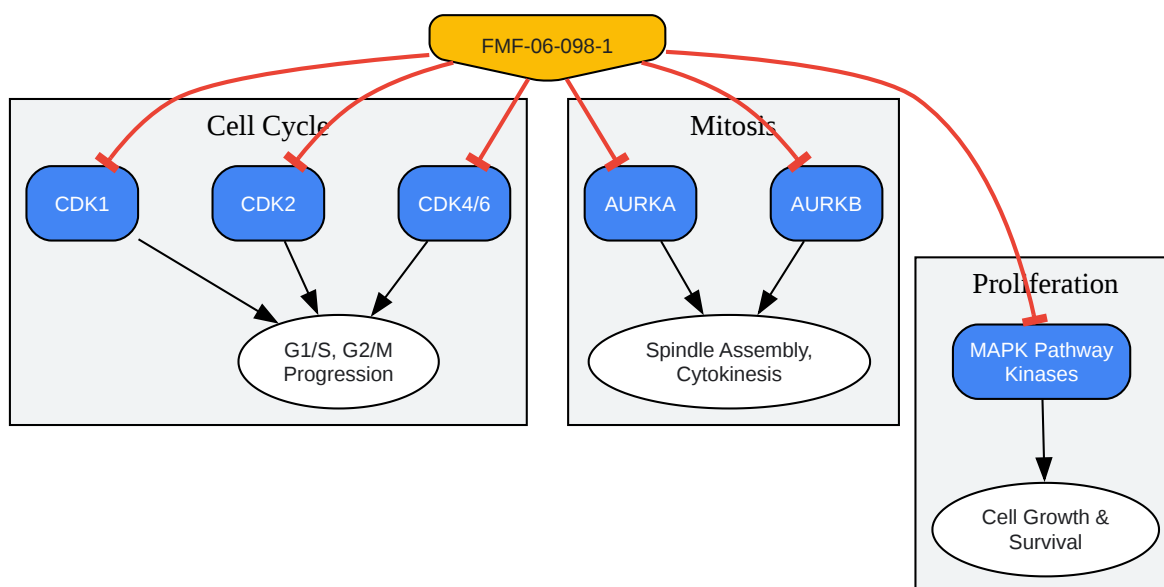 FMF-06-098-1
Cell Cycle
Mitosis
CDK1
CDK2
CDK4/6
AURKA
AURKB
Proliferation
G1/S, G2/M
Progression
Spindle Assembly,
Cytokinesis
MAPK Pathway
Kinases
Cell Growth &
Survival